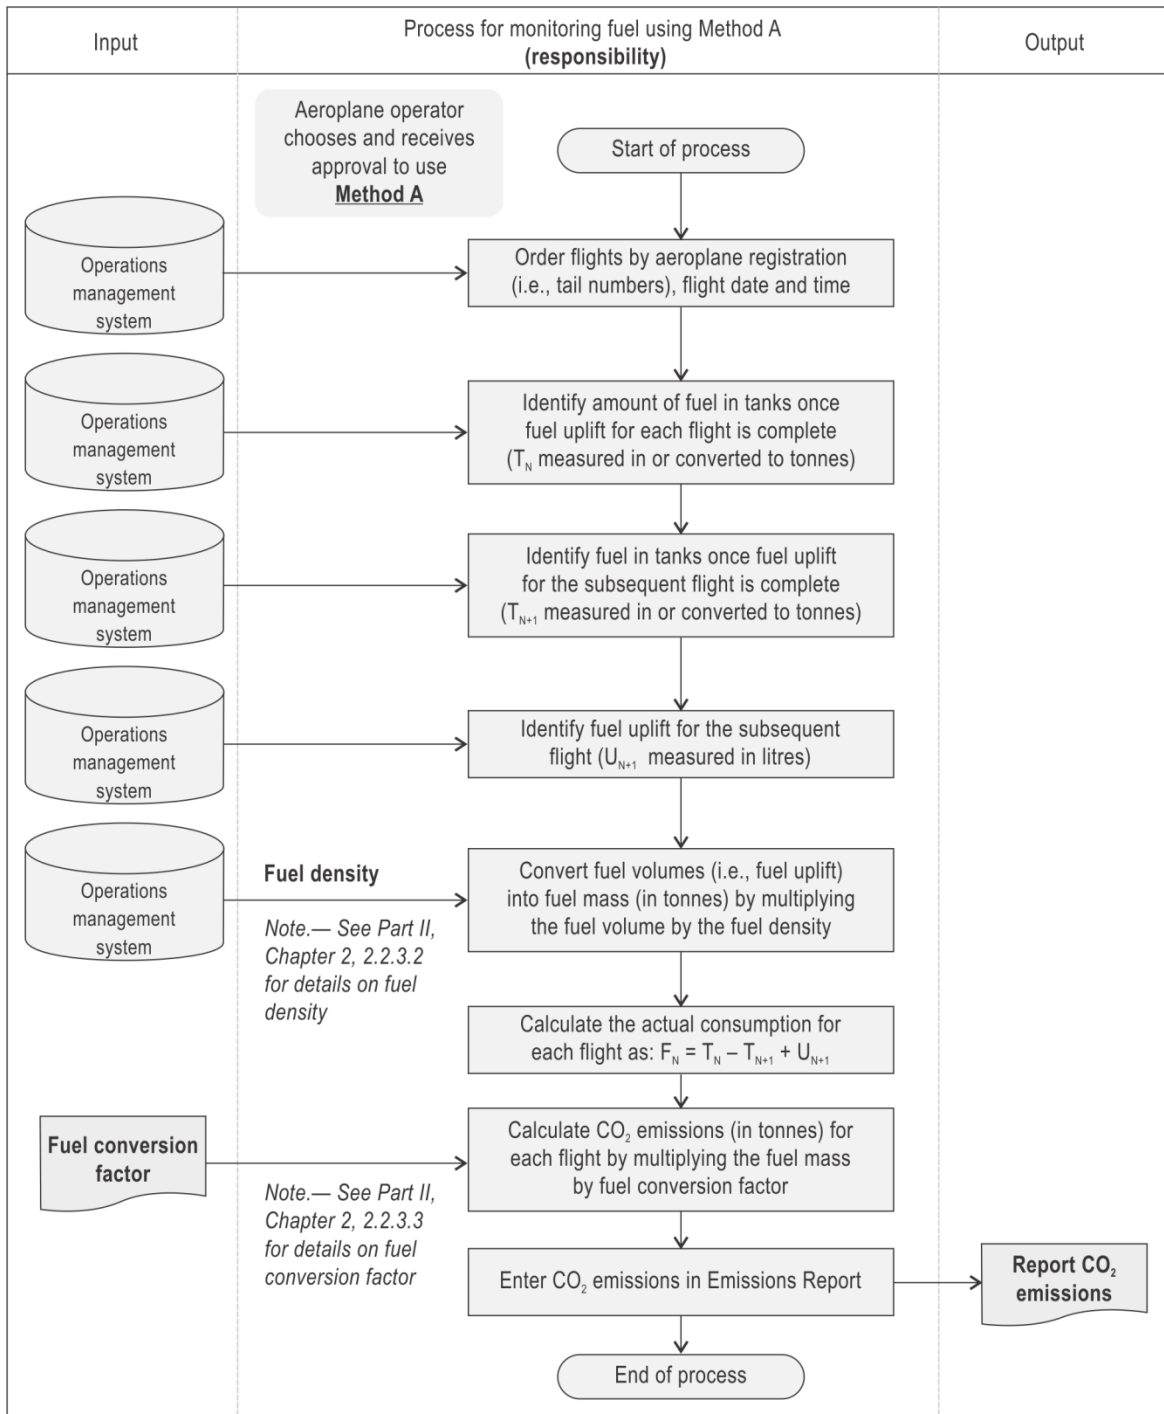 Input
Process for monitoring fuel using Method A
(responsibility)
Output
Aeroplane operator
chooses and receives
approval to use
Method A
Start of process
Operations
management
system
Order flights by aeroplane registration
(i.e., tail numbers), flight date and time
Operations
management
system
Identify amount of fuel in tanks once
fuel uplift for each flight is complete
(T_N measured in or converted to tonnes)
Operations
management
system
Identify fuel in tanks once fuel uplift
for the subsequent flight is complete
(T_{N+1} measured in or converted to tonnes)
Operations
management
system
Identify fuel uplift for the subsequent
flight (U_{N+1} measured in litres)
Operations
management
system
Fuel density
Note.— See Part II,
Chapter 2, 2.2.3.2
for details on fuel
density
Convert fuel volumes (i.e., fuel uplift)
into fuel mass (in tonnes) by multiplying
the fuel volume by the fuel density
Calculate the actual consumption for
each flight as: F_N = T_N – T_{N+1} + U_{N+1}
Fuel conversion
factor
Note.— See Part II,
Chapter 2, 2.2.3.3
for details on fuel
conversion factor
Calculate CO₂ emissions (in tonnes) for
each flight by multiplying the fuel mass
by fuel conversion factor
Enter CO₂ emissions in Emissions Report
Report CO₂
emissions
End of process